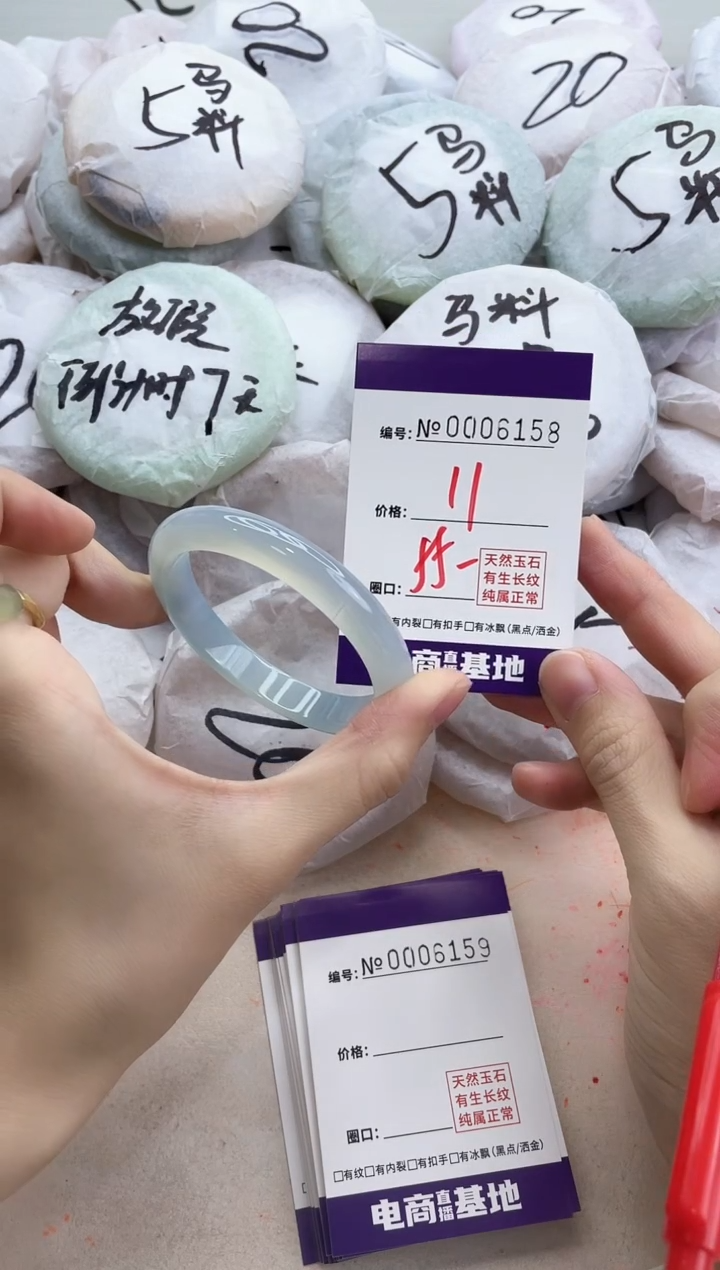 20
5 马料
5 马料
5 马料
放假
倒计时7天
马料
编号: №0006158
价格: 11
圈口: 55-
天然玉石
有生长纹
纯属正常
有内裂□有扣手□有冰飘(黑点/洒金)
商直播基地
编号: №0006159
价格:
圈口:
天然玉石
有生长纹
纯属正常
□有纹□有内裂□有扣手□有冰飘(黑点/洒金)
电商直播基地